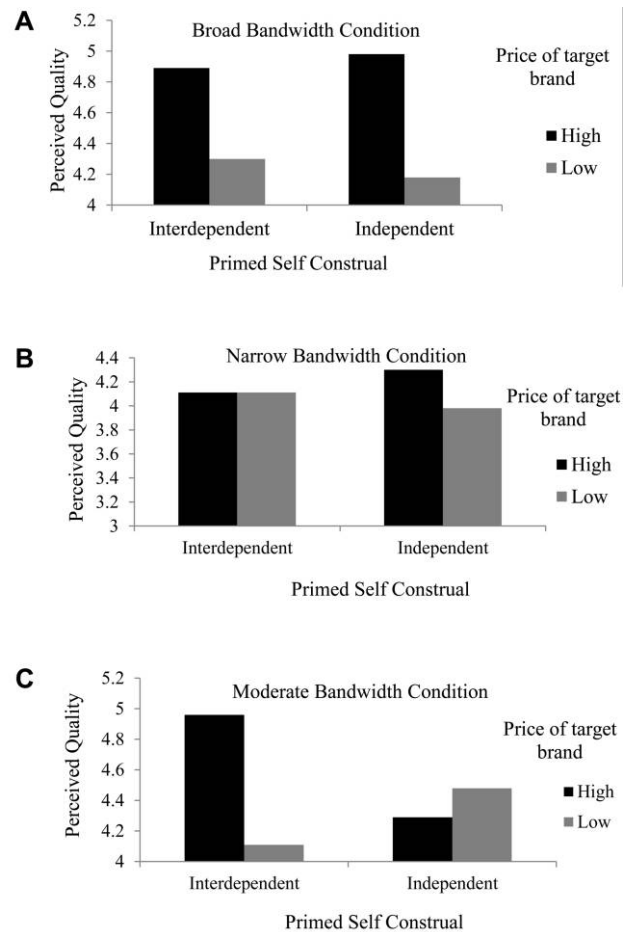 A
Broad Bandwidth Condition
Perceived Quality
5.2
5
4.8
4.6
4.4
4.2
4
Interdependent
Independent
Primed Self Construal
Price of target
brand
High
Low
B
Narrow Bandwidth Condition
Perceived Quality
4.4
4.2
4
3.8
3.6
3.4
3.2
3
Interdependent
Independent
Primed Self Construal
Price of target
brand
High
Low
C
Moderate Bandwidth Condition
Perceived Quality
5.2
5
4.8
4.6
4.4
4.2
4
Interdependent
Independent
Primed Self Construal
Price of target
brand
High
Low